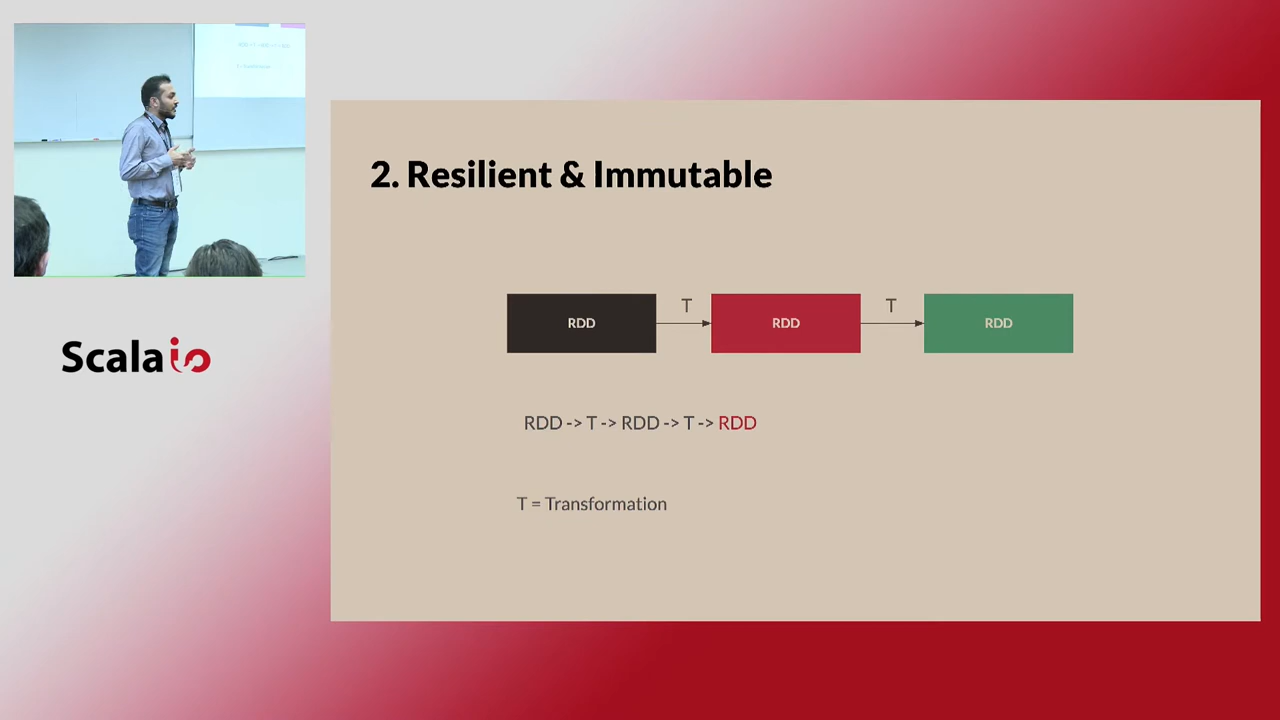 2. Resilient & Immutable
RDD
T
RDD
T
RDD
RDD -> T -> RDD -> T -> RDD
T = Transformation
Scala io